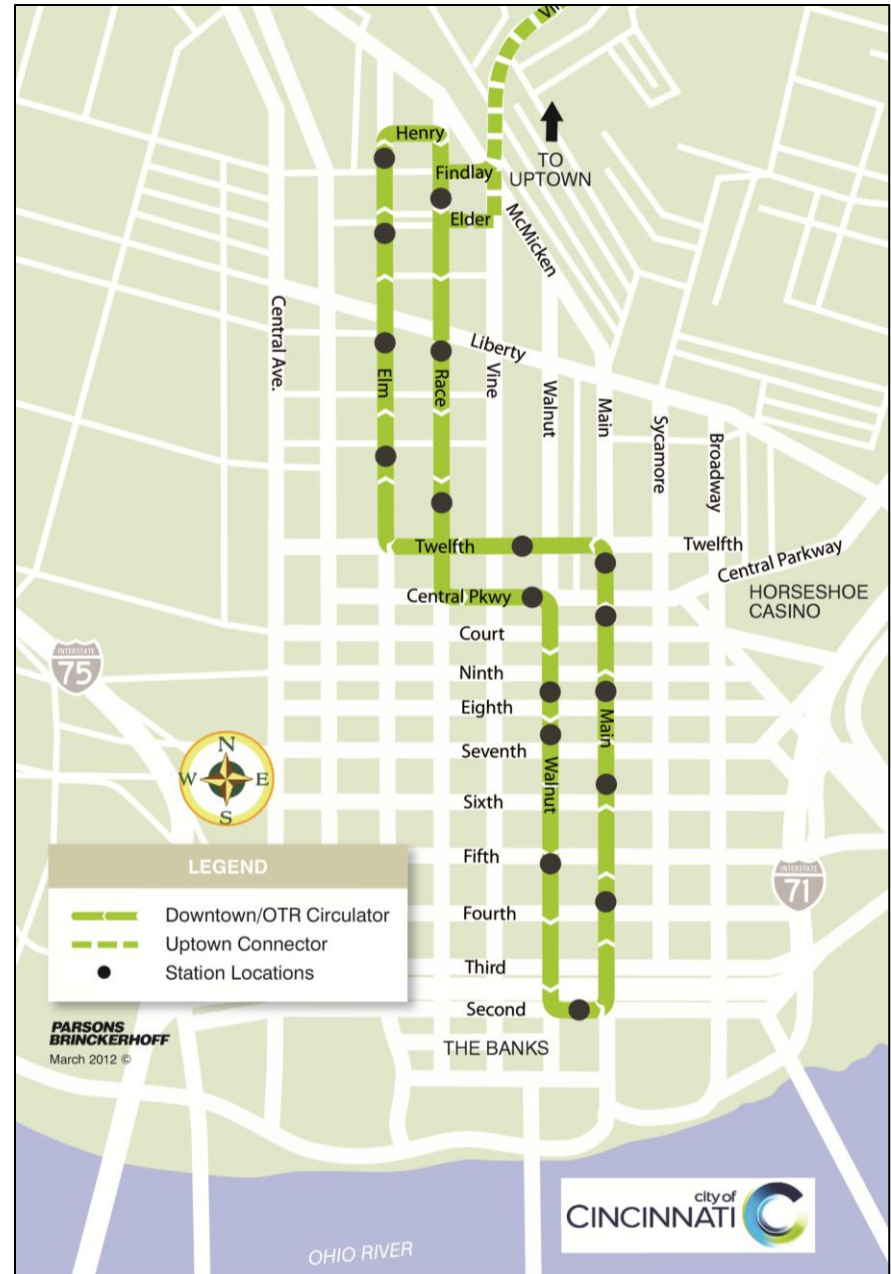 Vin
Henry
Findlay
TO
UPTOWN
Elder
McMicken
Central Ave.
Liberty
Elm
Race
Vine
Walnut
Main
Sycamore
Broadway
Twelfth
Twelfth
Central Parkway
Central Pkwy
HORSESHOE
CASINO
Court
Ninth
Eighth
Main
INTERSTATE
75
Seventh
Walnut
N
W E
S
Sixth
Fifth
INTERSTATE
71
Fourth
Third
Second
THE BANKS
LEGEND
Downtown/OTR Circulator
Uptown Connector
Station Locations
PARSONS
BRINCKERHOFF
March 2012 ©
city of
CINCINNATI
OHIO RIVER